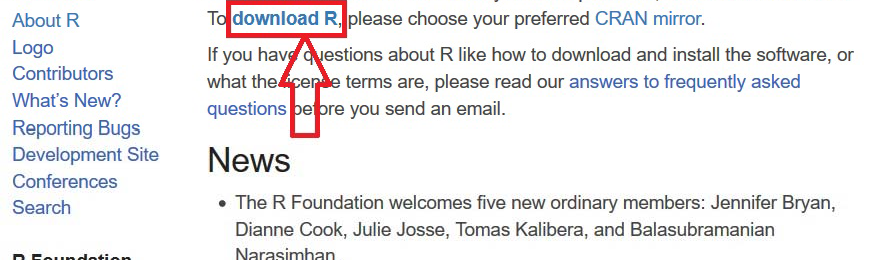 About R
Logo
Contributors
What's New?
Reporting Bugs
Development Site
Conferences
Search
R Foundation
To download R, please choose your preferred CRAN mirror.
If you have questions about R like how to download and install the software, or
what the license terms are, please read our answers to frequently asked
questions before you send an email.
News
• The R Foundation welcomes five new ordinary members: Jennifer Bryan,
Dianne Cook, Julie Josse, Tomas Kalibera, and Balasubramanian
Narasimhan.